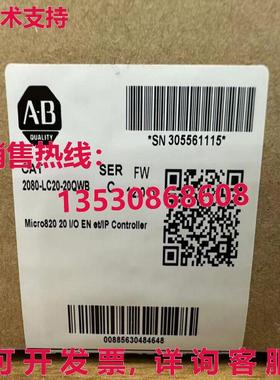 术支持:
A-B
QUALITY
*SN 305561115*
CAT
SER FW
2080-LC20-20QWB
销售热线:
13530868608
Micro820 20 I/O EN et/IP Controller
00885630484648
可开发票,详询客服